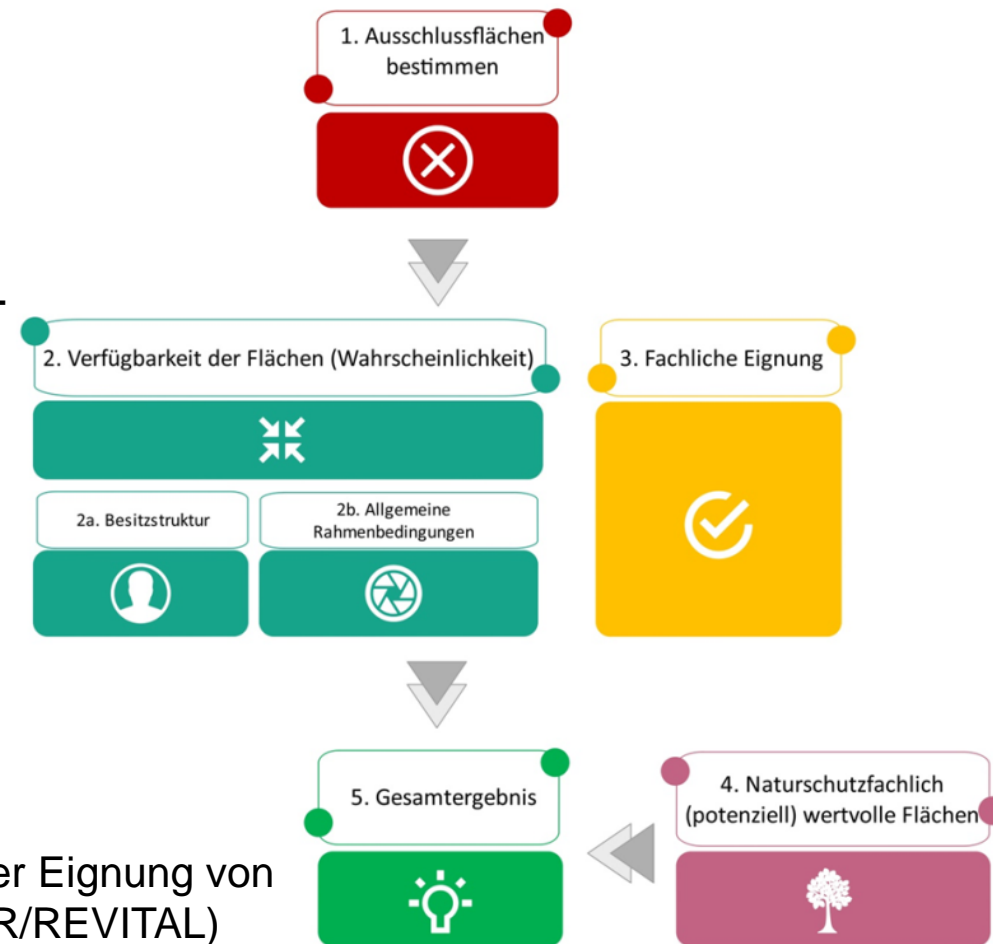 1. Ausschlussflächen
bestimmen
2. Verfügbarkeit der Flächen (Wahrscheinlichkeit)
3. Fachliche Eignung
2a. Besitzstruktur
2b. Allgemeine
Rahmenbedingungen
5. Gesamtergebnis
4. Naturschutzfachlich
(potenziell) wertvolle Flächen
Eignung von
R/REVITAL)